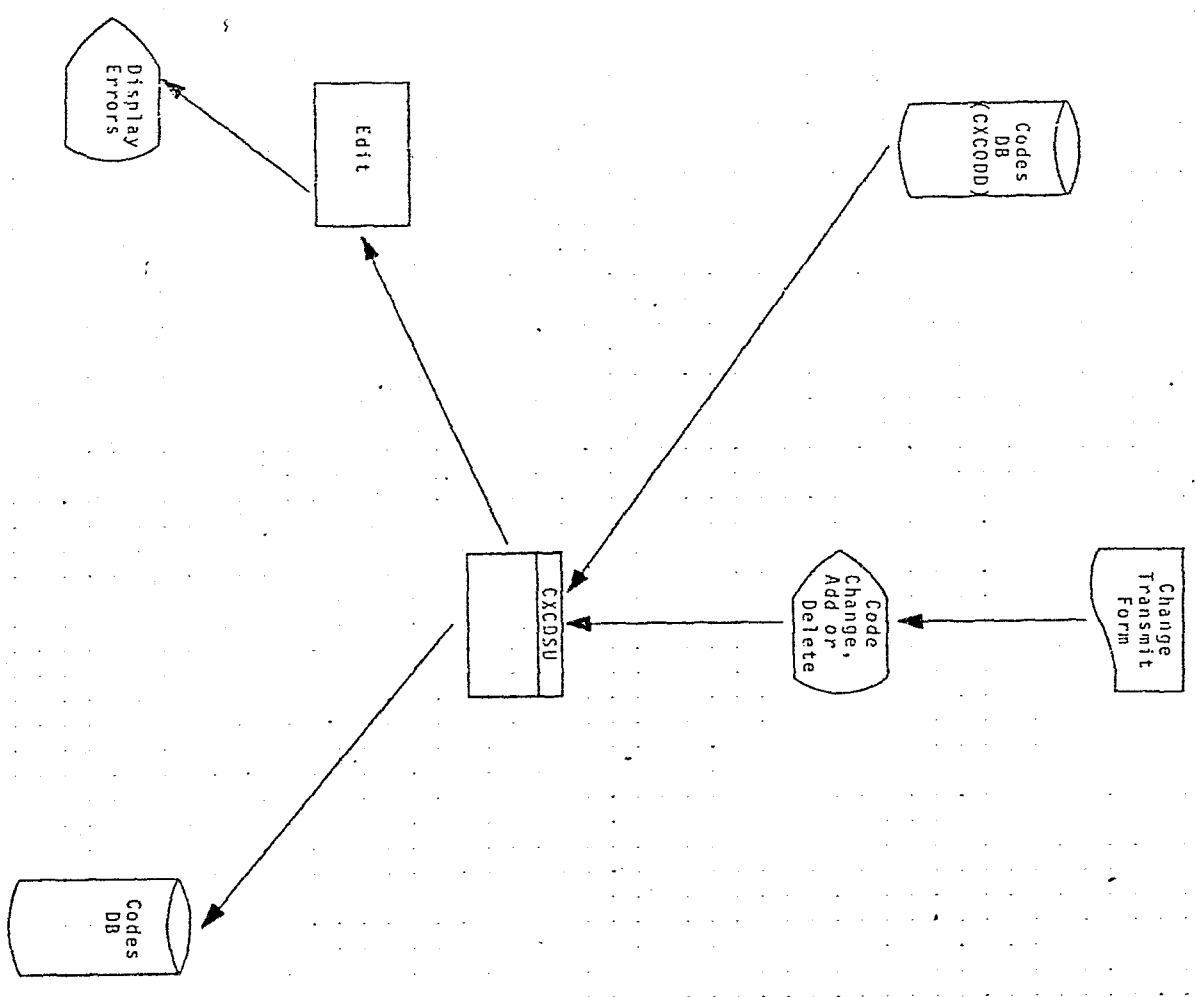 Change
Transmit
Form
Codes
DB
(CXCODD)
Code
Change,
Add or
Delete
CXCDSU
Edit
Display
Errors
Codes
DB